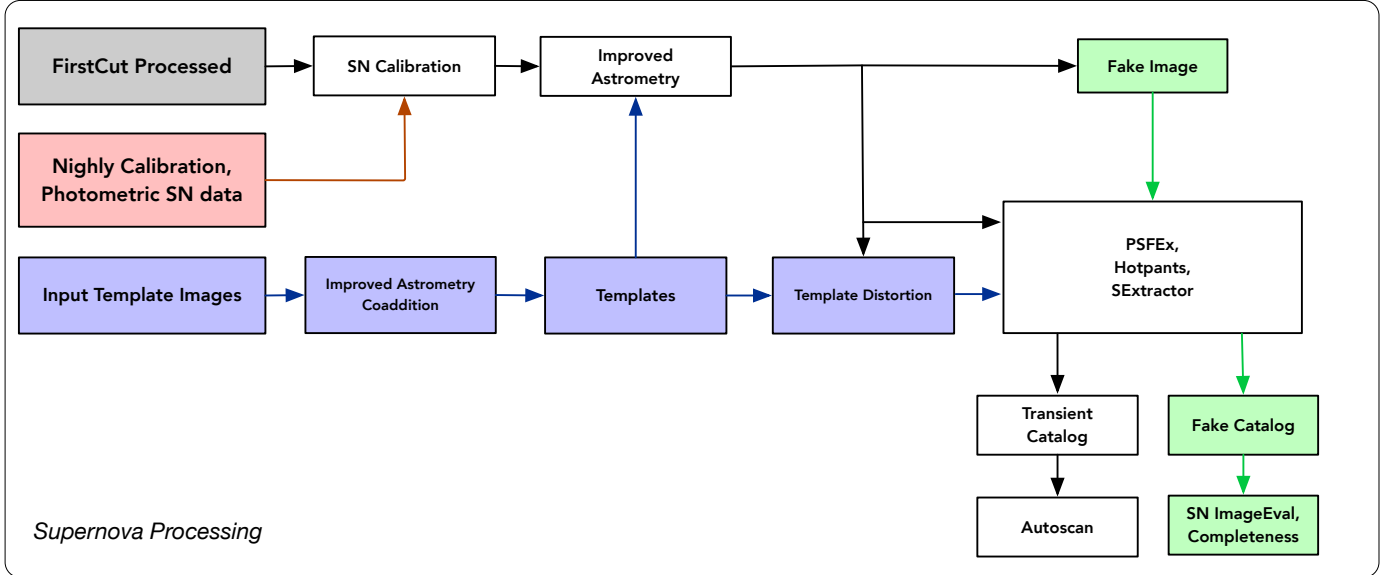 FirstCut Processed
SN Calibration
Improved
Astrometry
Fake Image
Nighly Calibration,
Photometric SN data
PSFEx,
Hotpants,
SExtractor
Input Template Images
Improved Astrometry
Coaddition
Templates
Template Distortion
Transient
Catalog
Fake Catalog
Autoscan
SN ImageEval,
Completeness
Supernova Processing